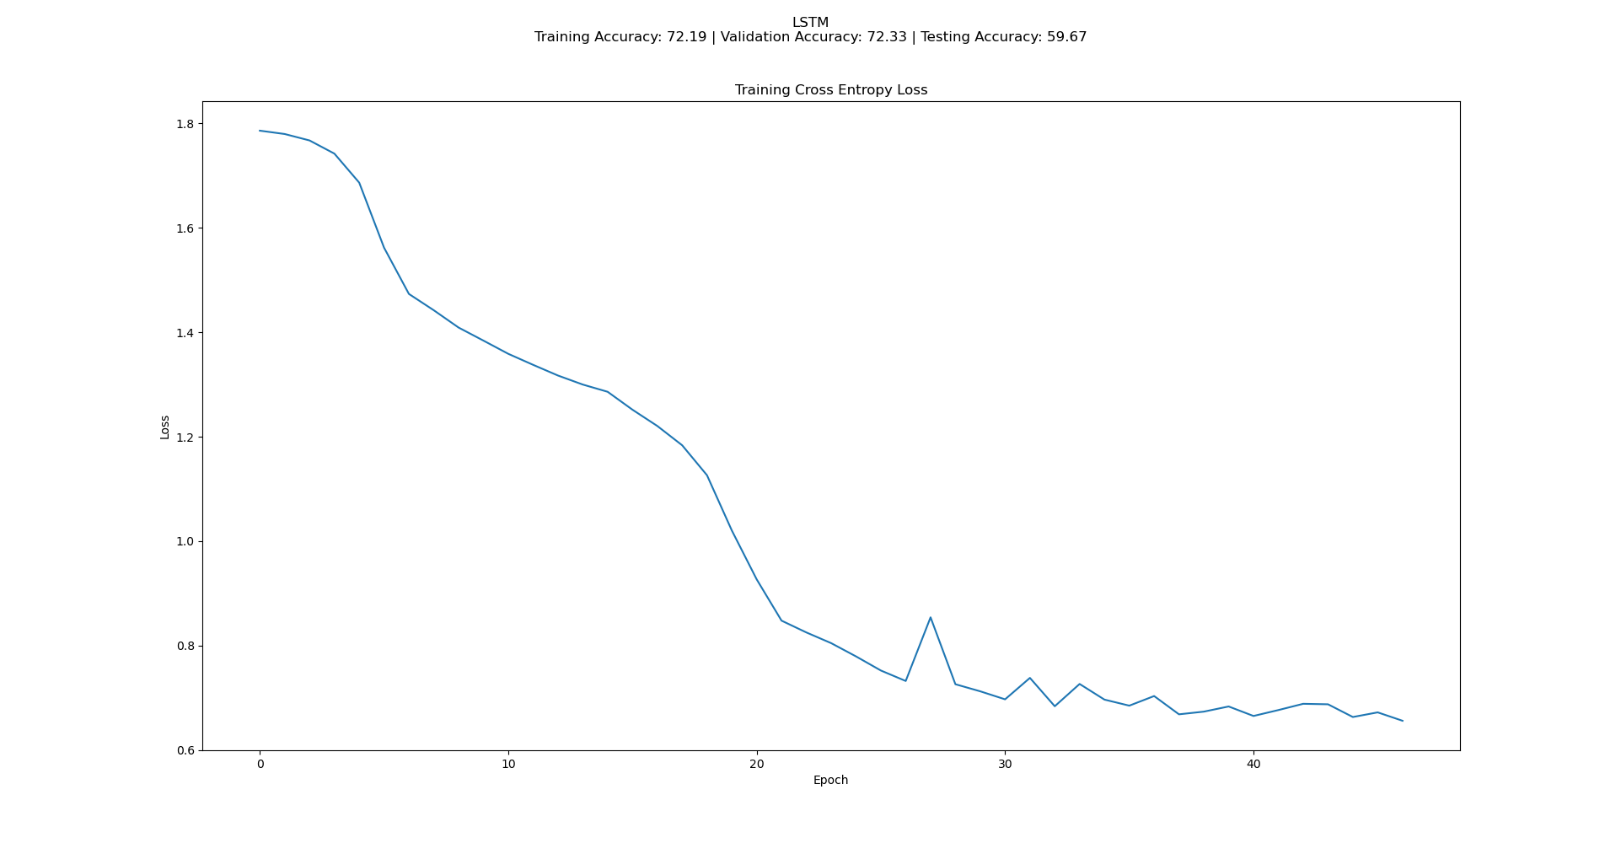 LSTM
Training Accuracy: 72.19 | Validation Accuracy: 72.33 | Testing Accuracy: 59.67
Training Cross Entropy Loss
1.8
1.6
1.4
1.2
1.0
0.8
0.6
Loss
0 10 20 30 40
Epoch